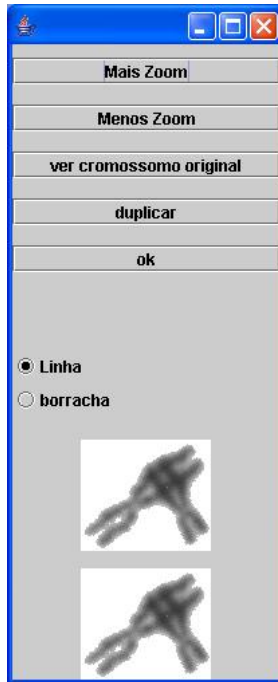 Mais Zoom
Menos Zoom
ver cromossomo original
duplicar
ok
Linha
borracha